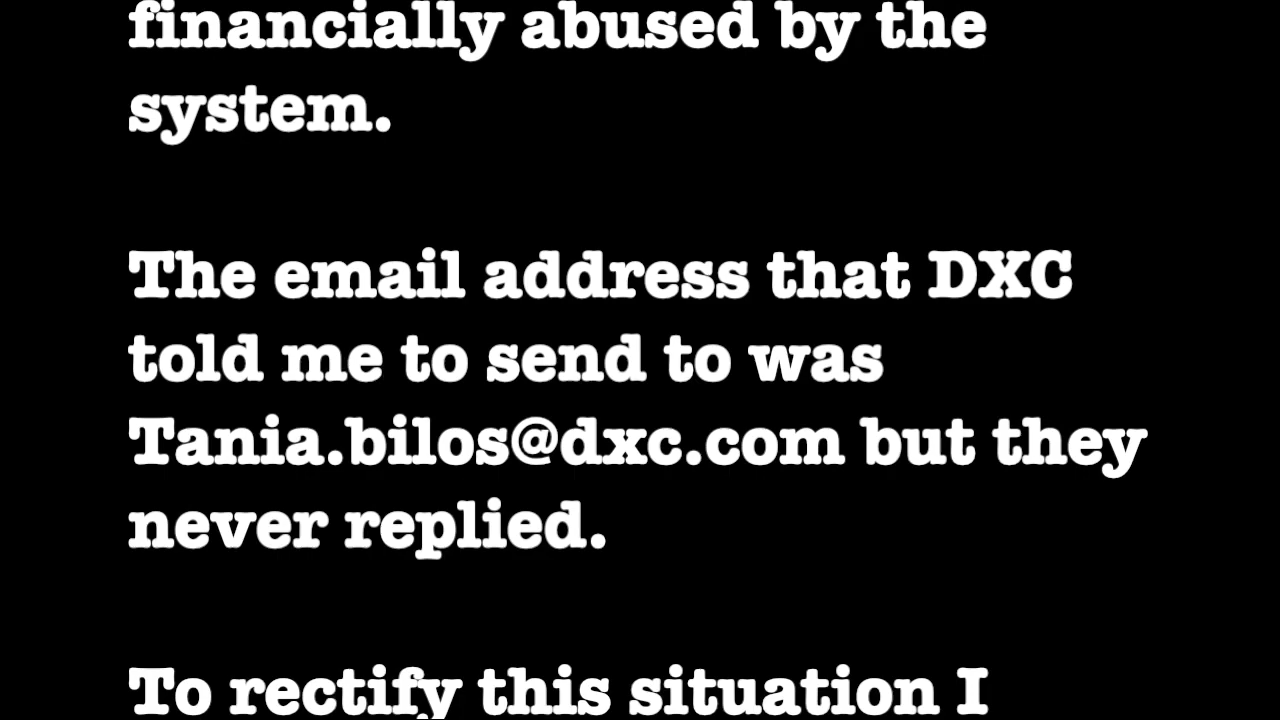 financially abused by the
system.
The email address that DXC
told me to send to was
Tania.bilos@dxc.com but they
never replied.
To rectify this situation I